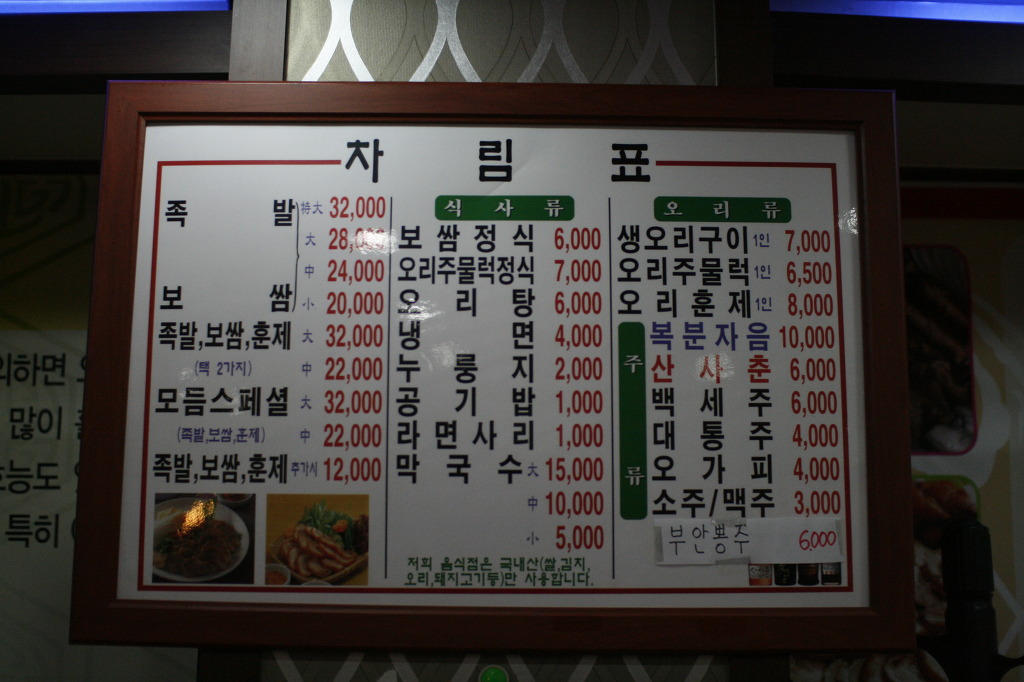 차 림 표
족 발 特大 32,000
大 28,000
中 24,000
보 쌈 小 20,000
족발,보쌈,훈제 大 32,000
(택 2가지) 中 22,000
모듬스페셜 大 32,000
(족발,보쌈,훈제) 中 22,000
족발,보쌈,훈제 추가시 12,000
식 사 류
보쌈정식 6,000
오리주물럭정식 7,000
오 리 탕 6,000
냉 면 4,000
누 룽 지 2,000
공 기 밥 1,000
라 면 사 리 1,000
막 국 수 大 15,000
中 10,000
小 5,000
저희 음식점은 국내산(쌀,김치,
오리,돼지고기등)만 사용합니다.
오 리 류
생오리구이 1인 7,000
오리주물럭 1인 6,500
오리훈제 1인 8,000
주 류
복분자음 10,000
산 사 춘 6,000
백 세 주 6,000
대 통 주 4,000
오 가 피 4,000
소주/맥주 3,000
부안뽕주 6,000
많이
특히